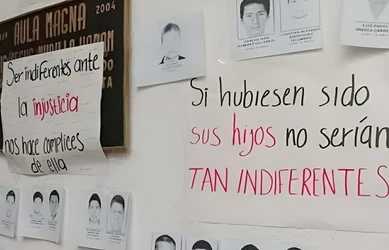 2004
AULA MAGNA
Ser indiferentes ante
la injusticia
nos hace complices
de ella
Si hubiesen sido
sus hijos no serían
TAN INDIFERENTES